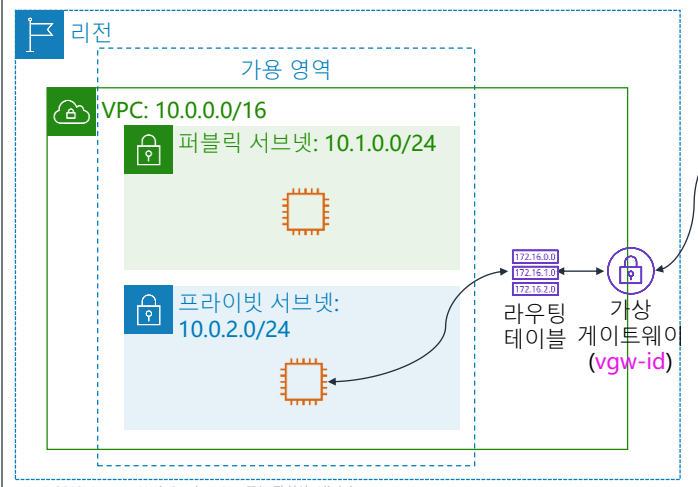 리전
가용 영역
VPC: 10.0.0.0/16
퍼블릭 서브넷: 10.1.0.0/24
프라이빗 서브넷:
10.0.2.0/24
172.16.0.0
172.16.1.0
172.16.2.0
라우팅
테이블
가상
게이트웨이
(vgw-id)